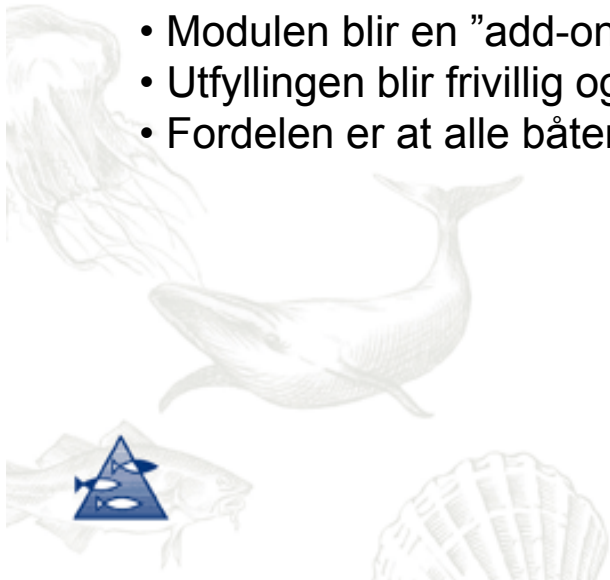 • Modulen blir en ”add-on
• Utfyllingen blir frivillig og
• Fordelen er at alle båter